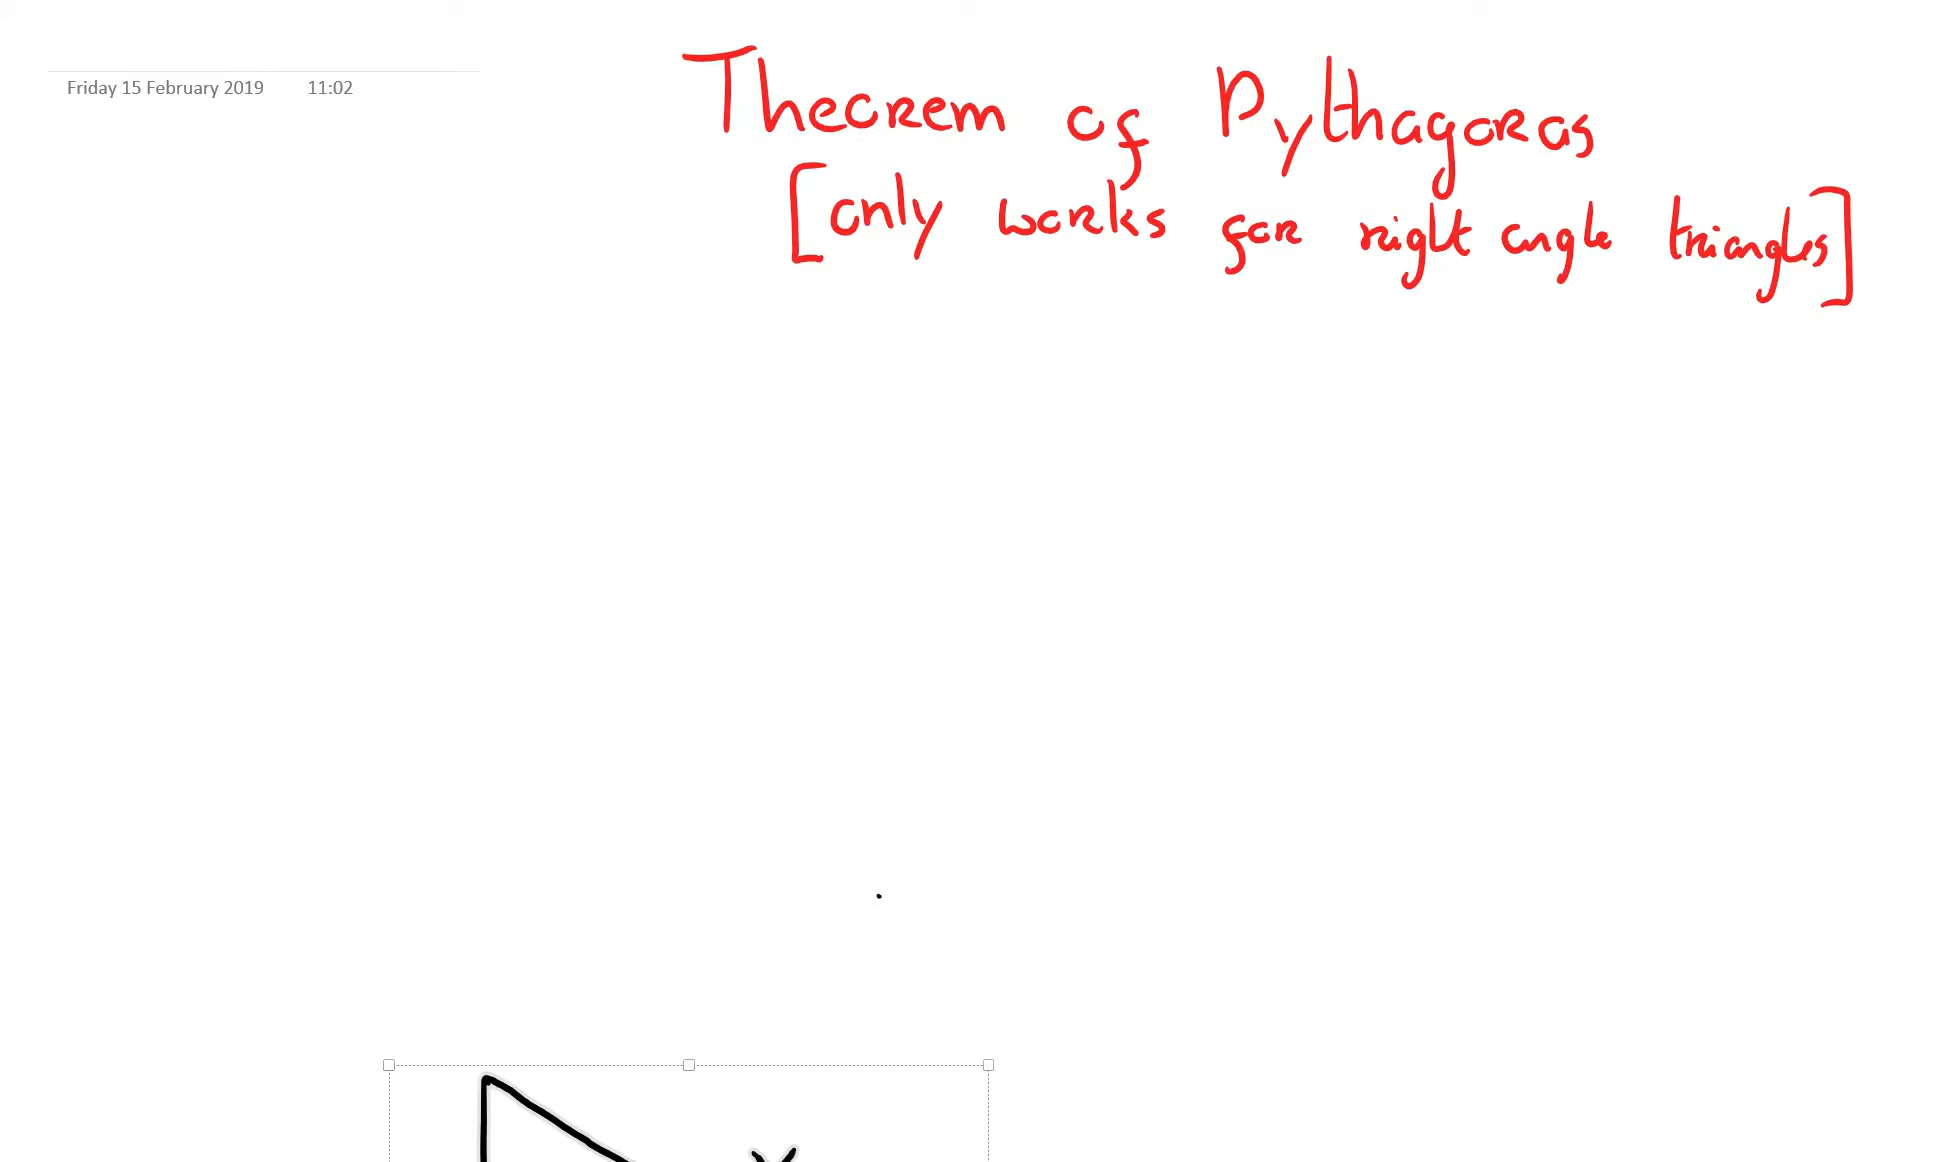 Friday 15 February 2019 11:02
Theorem of Pythagoras
[only works for right angle triangles]